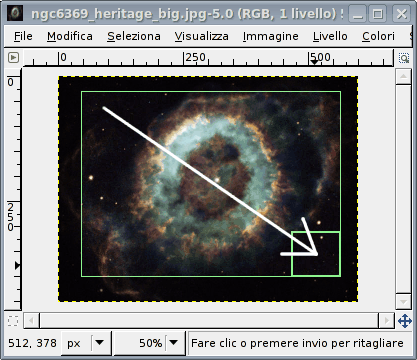 ngc6369_heritage_big.jpg-5.0 (RGB, 1 livello)
File Modifica Seleziona Visualizza Immagine Livello Colori
0 250 500
0
250
512, 378 px 50% Fare clic o premere invio per ritagliare